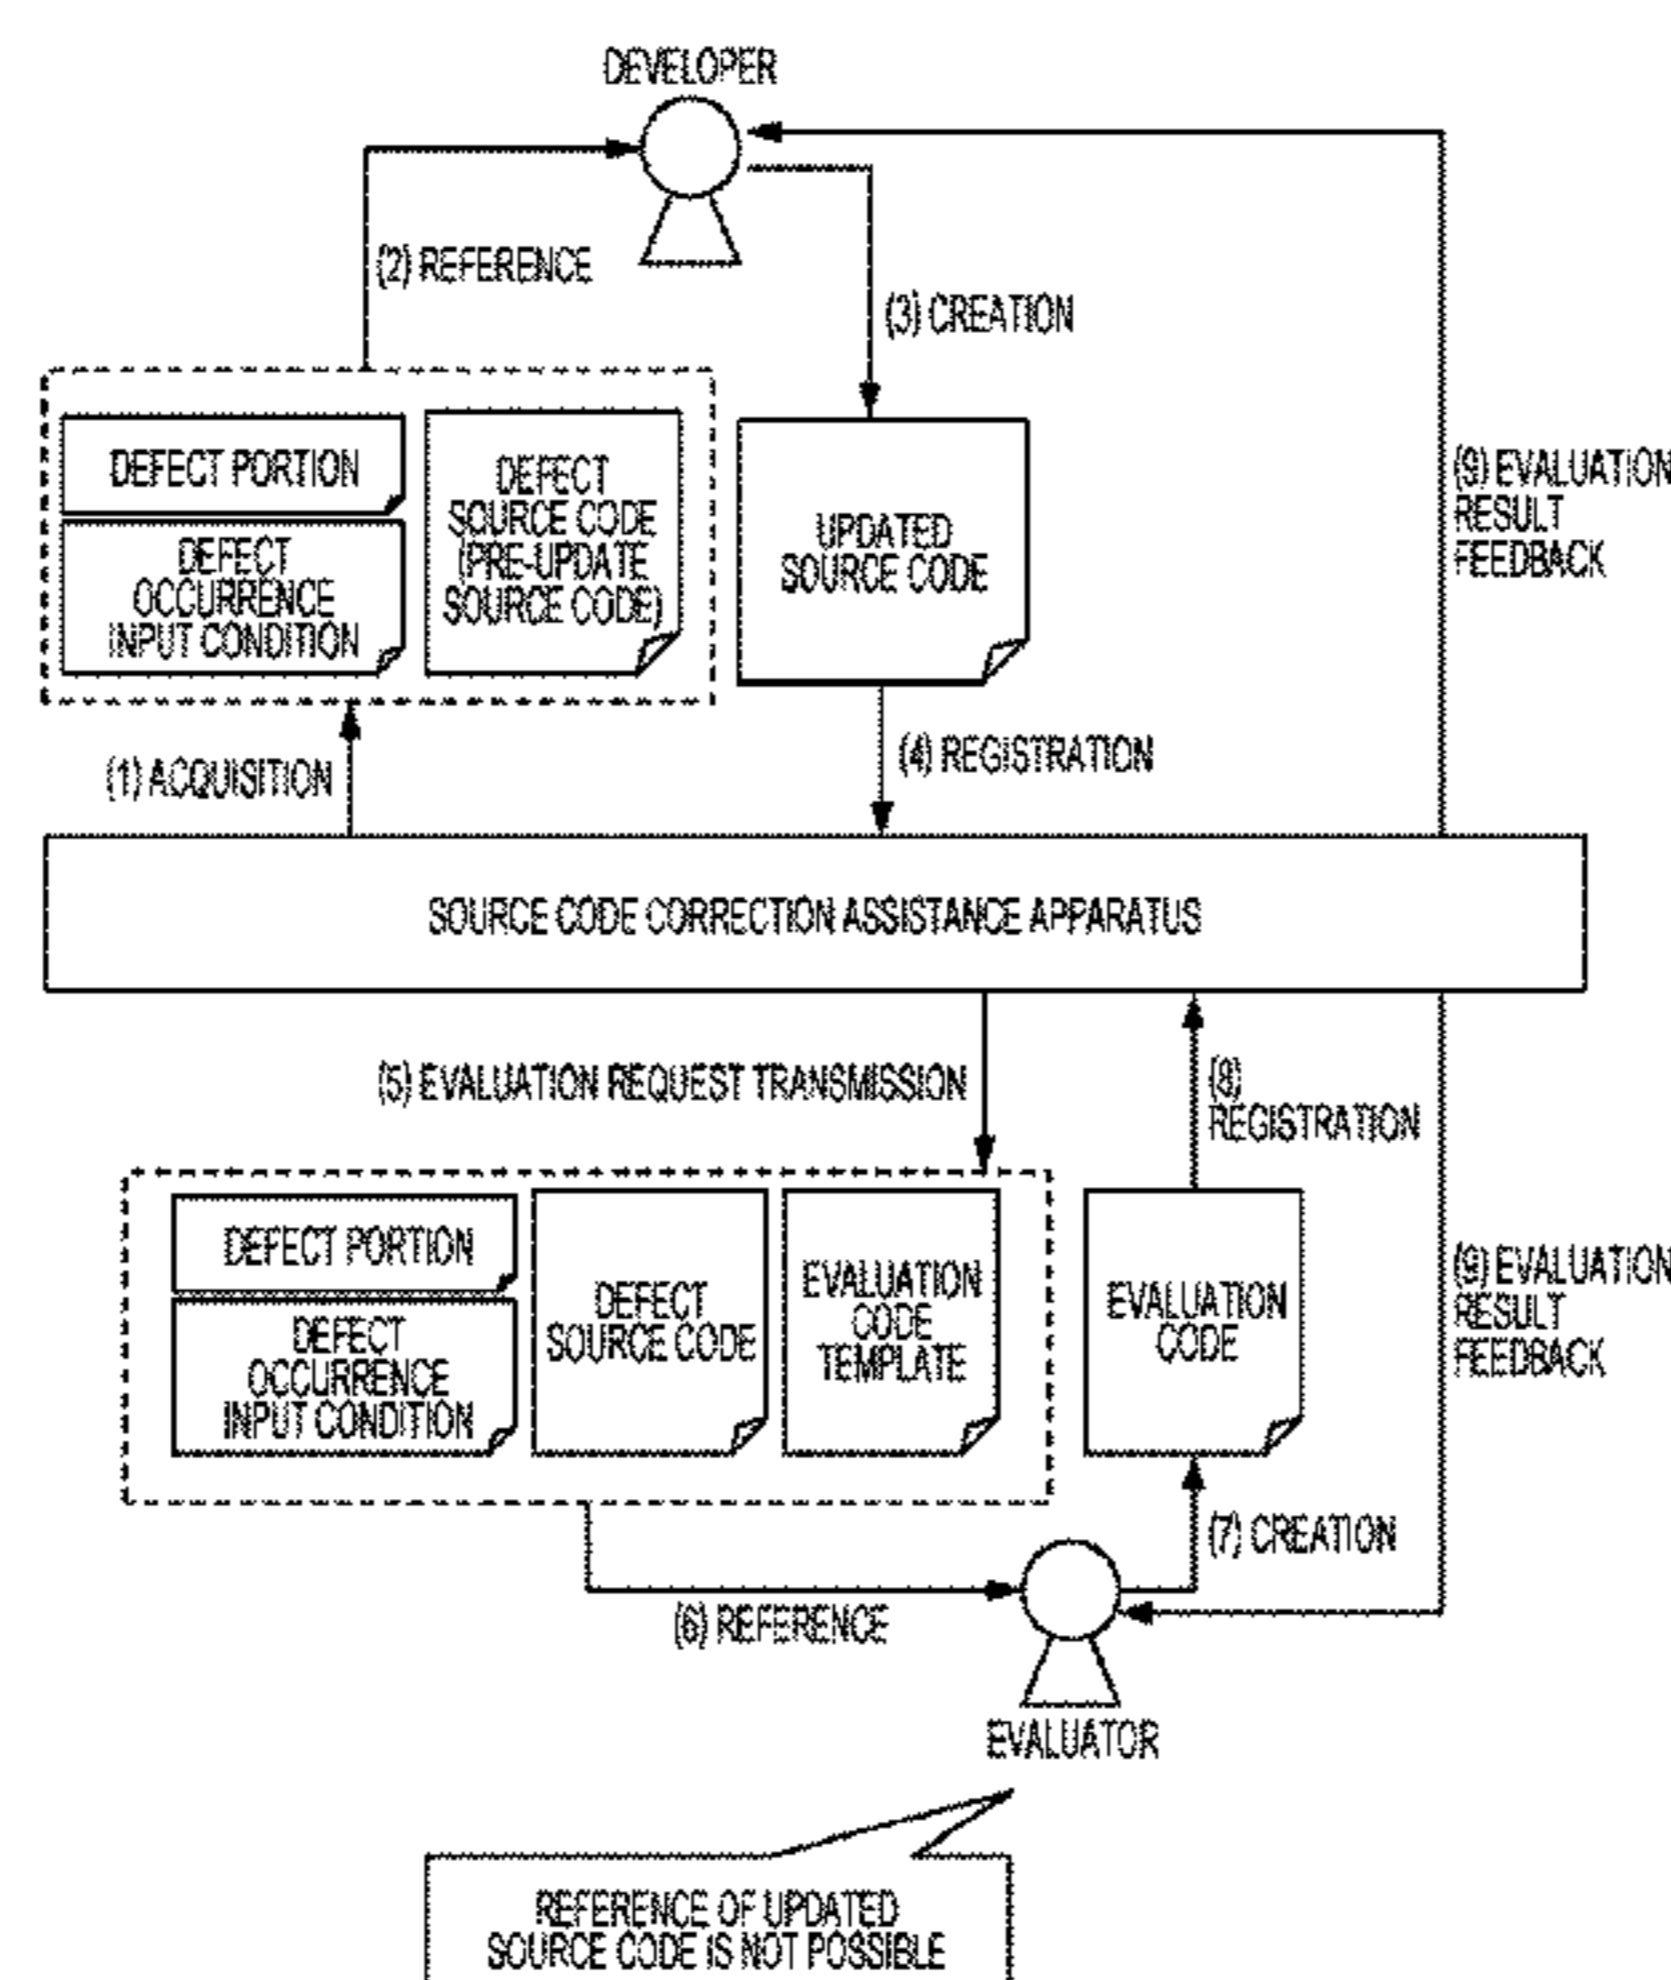 DEVELOPER
(2) REFERENCE
(3) CREATION
DEFECT PORTION
DEFECT
OCCURRENCE
INPUT CONDITION
DEFECT
SOURCE CODE
(PRE-UPDATE
SOURCE CODE)
UPDATED
SOURCE CODE
(9) EVALUATION
RESULT
FEEDBACK
(1) ACQUISITION
(4) REGISTRATION
SOURCE CODE CORRECTION ASSISTANCE APPARATUS
(5) EVALUATION REQUEST TRANSMISSION
(8)
REGISTRATION
DEFECT PORTION
DEFECT
OCCURRENCE
INPUT CONDITION
DEFECT
SOURCE CODE
EVALUATION
CODE
TEMPLATE
EVALUATION
CODE
(9) EVALUATION
RESULT
FEEDBACK
(7) CREATION
(6) REFERENCE
EVALUATOR
REFERENCE OF UPDATED
SOURCE CODE IS NOT POSSIBLE